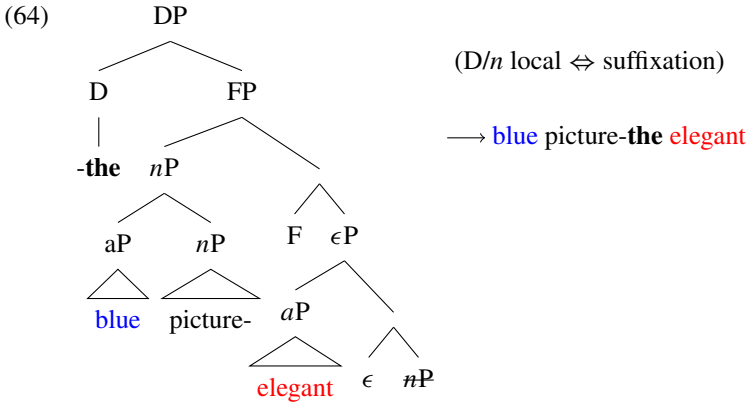 (64) DP
(D/n local ⇔ suffixation)
D FP
⟶ blue picture-the elegant
-the nP
aP nP F ϵP
blue picture- aP
elegant ϵ nP